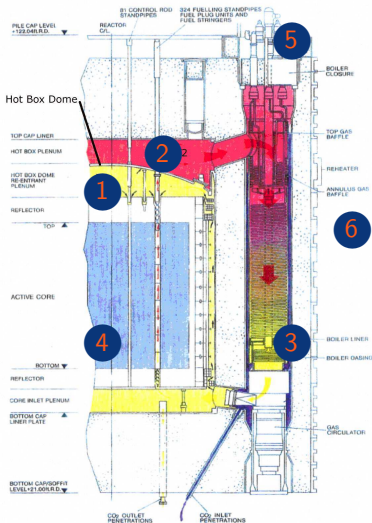 81 CONTROL ROD
STANDPIPES
324 FUELLING STANDPIPES
FUEL PLUG UNITS AND
FUEL STRINGERS
REACTOR
C/L
PILE CAP LEVEL
+122.04ft.R.D.
5
BOILER
CLOSURE
Hot Box Dome
TOP CAP LINER
HOT BOX PLENUM
2
TOP GAS
BAFFLE
HOT BOX DOME
RE-ENTRANT
PLENUM
1
REHEATER
ANNULUS GAS
BAFFLE
REFLECTOR
TOP
6
ACTIVE CORE
4
3
BOILER LINER
BOILER CASING
BOTTOM
REFLECTOR
CORE INLET PLENUM
BOTTOM CAP
LINER PLATE
GAS
CIRCULATOR
BOTTOM CAP/SOFFIT
LEVEL+21.00ft.R.D.
CO₂ OUTLET
PENETRATIONS
CO₂ INLET
PENETRATIONS